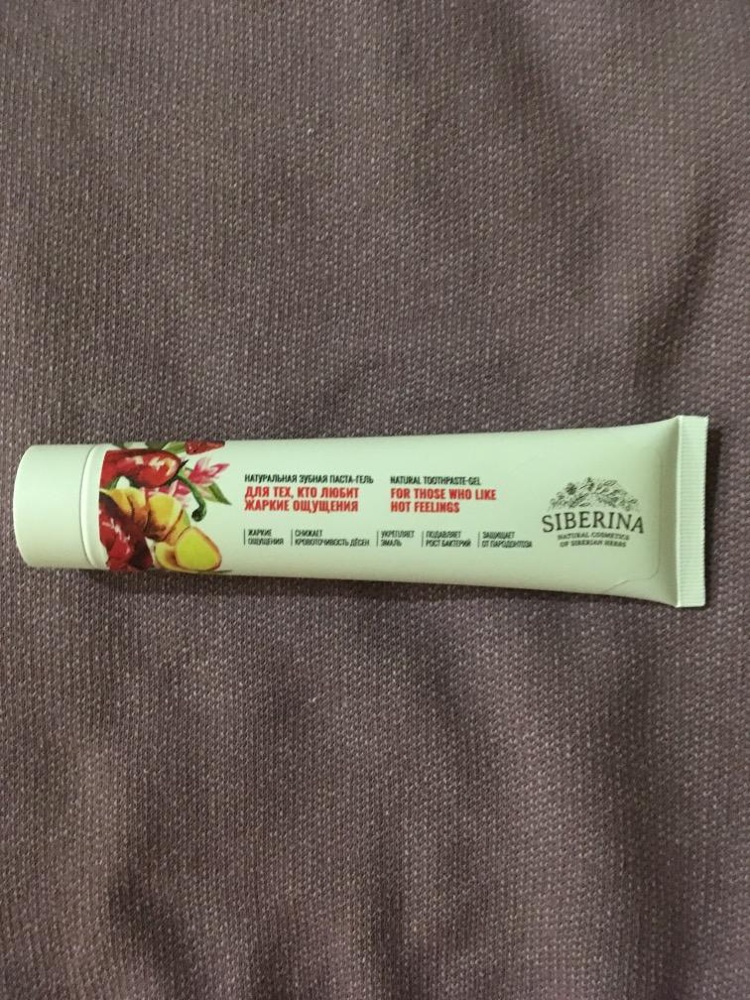 НАТУРАЛЬНАЯ ЗУБНАЯ ПАСТА-ГЕЛЬ
ДЛЯ ТЕХ, КТО ЛЮБИТ
ЖАРКИЕ ОЩУЩЕНИЯ
NATURAL TOOTHPASTE-GEL
FOR THOSE WHO LIKE
HOT FEELINGS
ЖАРКИЕ
ОЩУЩЕНИЯ
СНИЖАЕТ
КРОВОТОЧИВОСТЬ ДЁСЕН
УКРЕПЛЯЕТ
ЭМАЛЬ
ПОДАВЛЯЕТ
РОСТ БАКТЕРИЙ
ЗАЩИЩАЕТ
ОТ ПАРОДОНТОЗА
SIBERINA
NATURAL COSMETICS
OF SIBERIAN HERBS